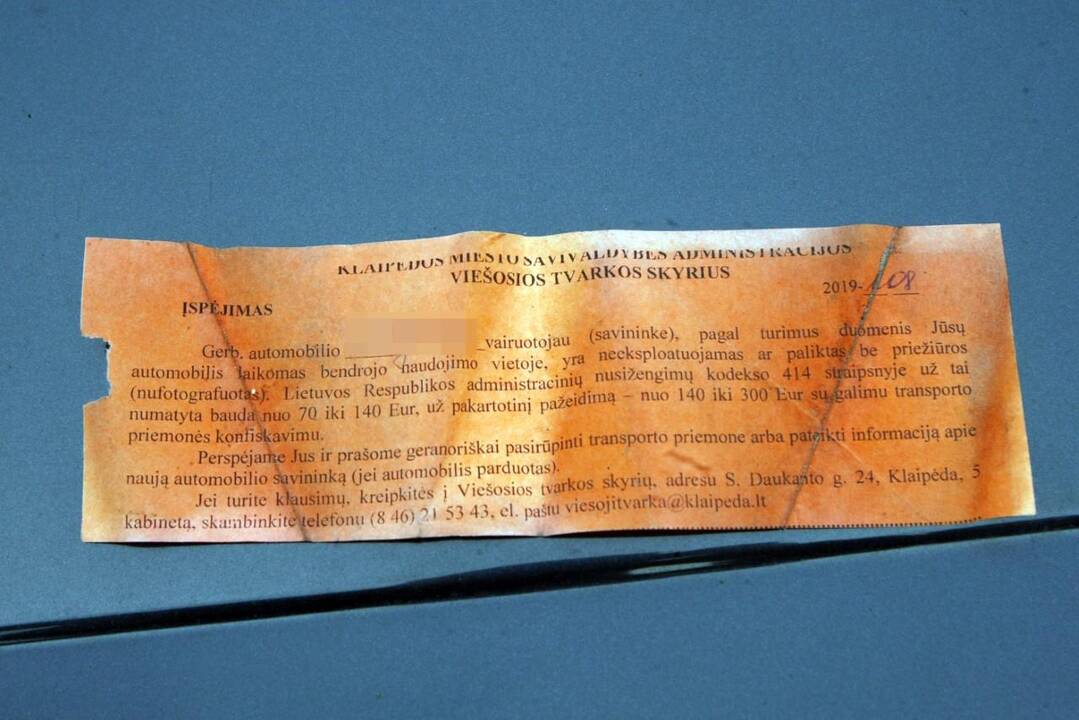 KLAIPĖDOS MIESTO SAVIVALDYBĖS ADMINISTRACIJOS
VIEŠOSIOS TVARKOS SKYRIUS
2019- 08
ĮSPĖJIMAS
Gerb. automobilio vairuotojau (savininke), pagal turimus duomenis Jūsų
automobilis laikomas bendrojo naudojimo vietoje, yra neeksploatuojamas ar paliktas be priežiūros
(nufotografuotas). Lietuvos Respublikos administracinių nusižengimų kodekso 414 straipsnyje už tai
numatyta bauda nuo 70 iki 140 Eur, už pakartotinį pažeidimą – nuo 140 iki 300 Eur su galimu transporto
priemonės konfiskavimu.
Perspėjame Jus ir prašome geranoriškai pasirūpinti transporto priemone arba pateikti informaciją apie
naują automobilio savininką (jei automobilis parduotas).
Jei turite klausimų, kreipkitės į Viešosios tvarkos skyrių, adresu S. Daukanto g. 24, Klaipėda, 5
kabinetą, skambinkite telefonu (8 46) 21 53 43, el. paštu viesojitvarka@klaipeda.lt